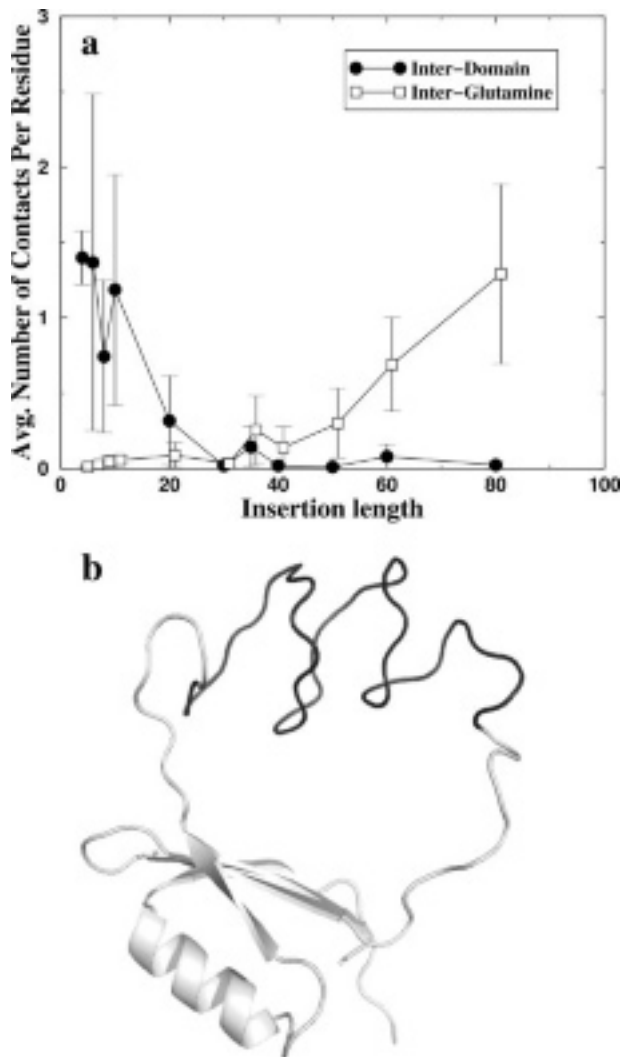 3
a
Inter-Domain
Inter-Glutamine
2
Avg. Number of Contacts Per Residue
1
0
0
20
40
60
80
100
Insertion length
b